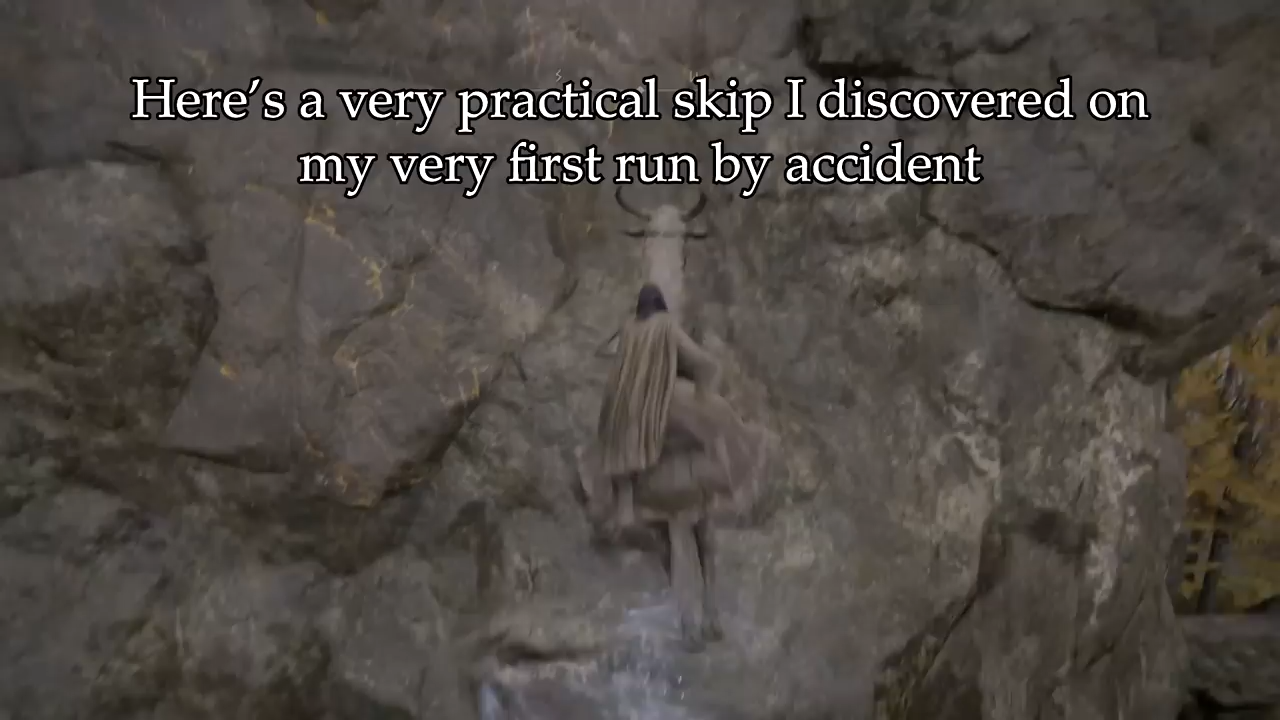 Here’s a very practical skip I discovered on
my very first run by accident